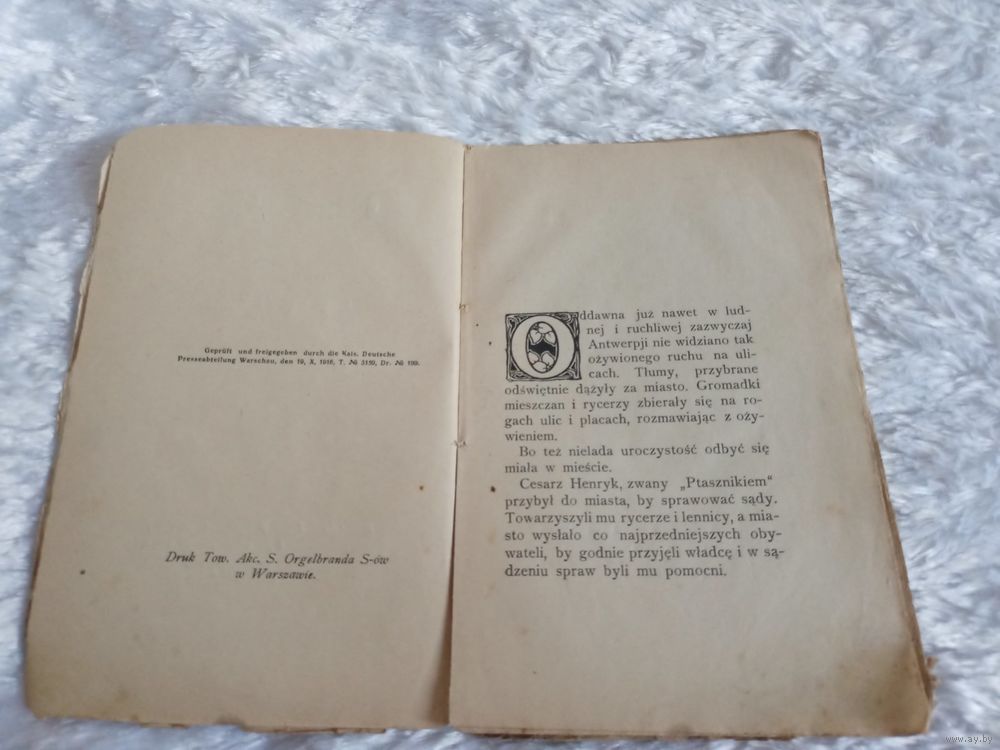 Geprüft und freigegeben durch die Kais. Deutsche
Presseabteilung Warschau, den 19, X, 1916, T. № 3159, Dr. № 199.
Druk Tow. Akc. S. Orgelbranda S-ów
w Warszawie.
Oddawna już nawet w lud-
nej i ruchliwej zazwyczaj
Antwerpji nie widziano tak
ożywionego ruchu na uli-
cach. Tłumy, przybrane
odświętnie dążyły za miasto. Gromadki
mieszczan i rycerzy zbierały się na ro-
gach ulic i placach, rozmawiając z oży-
wieniem.
Bo też nielada uroczystość odbyć się
miała w mieście.
Cesarz Henryk, zwany „Ptasznikiem“
przybył do miasta, by sprawować sądy.
Towarzyszyli mu rycerze i lennicy, a mia-
sto wysłało co najprzedniejszych oby-
wateli, by godnie przyjęli władcę i w są-
dzeniu spraw byli mu pomocni.
www.ay.by